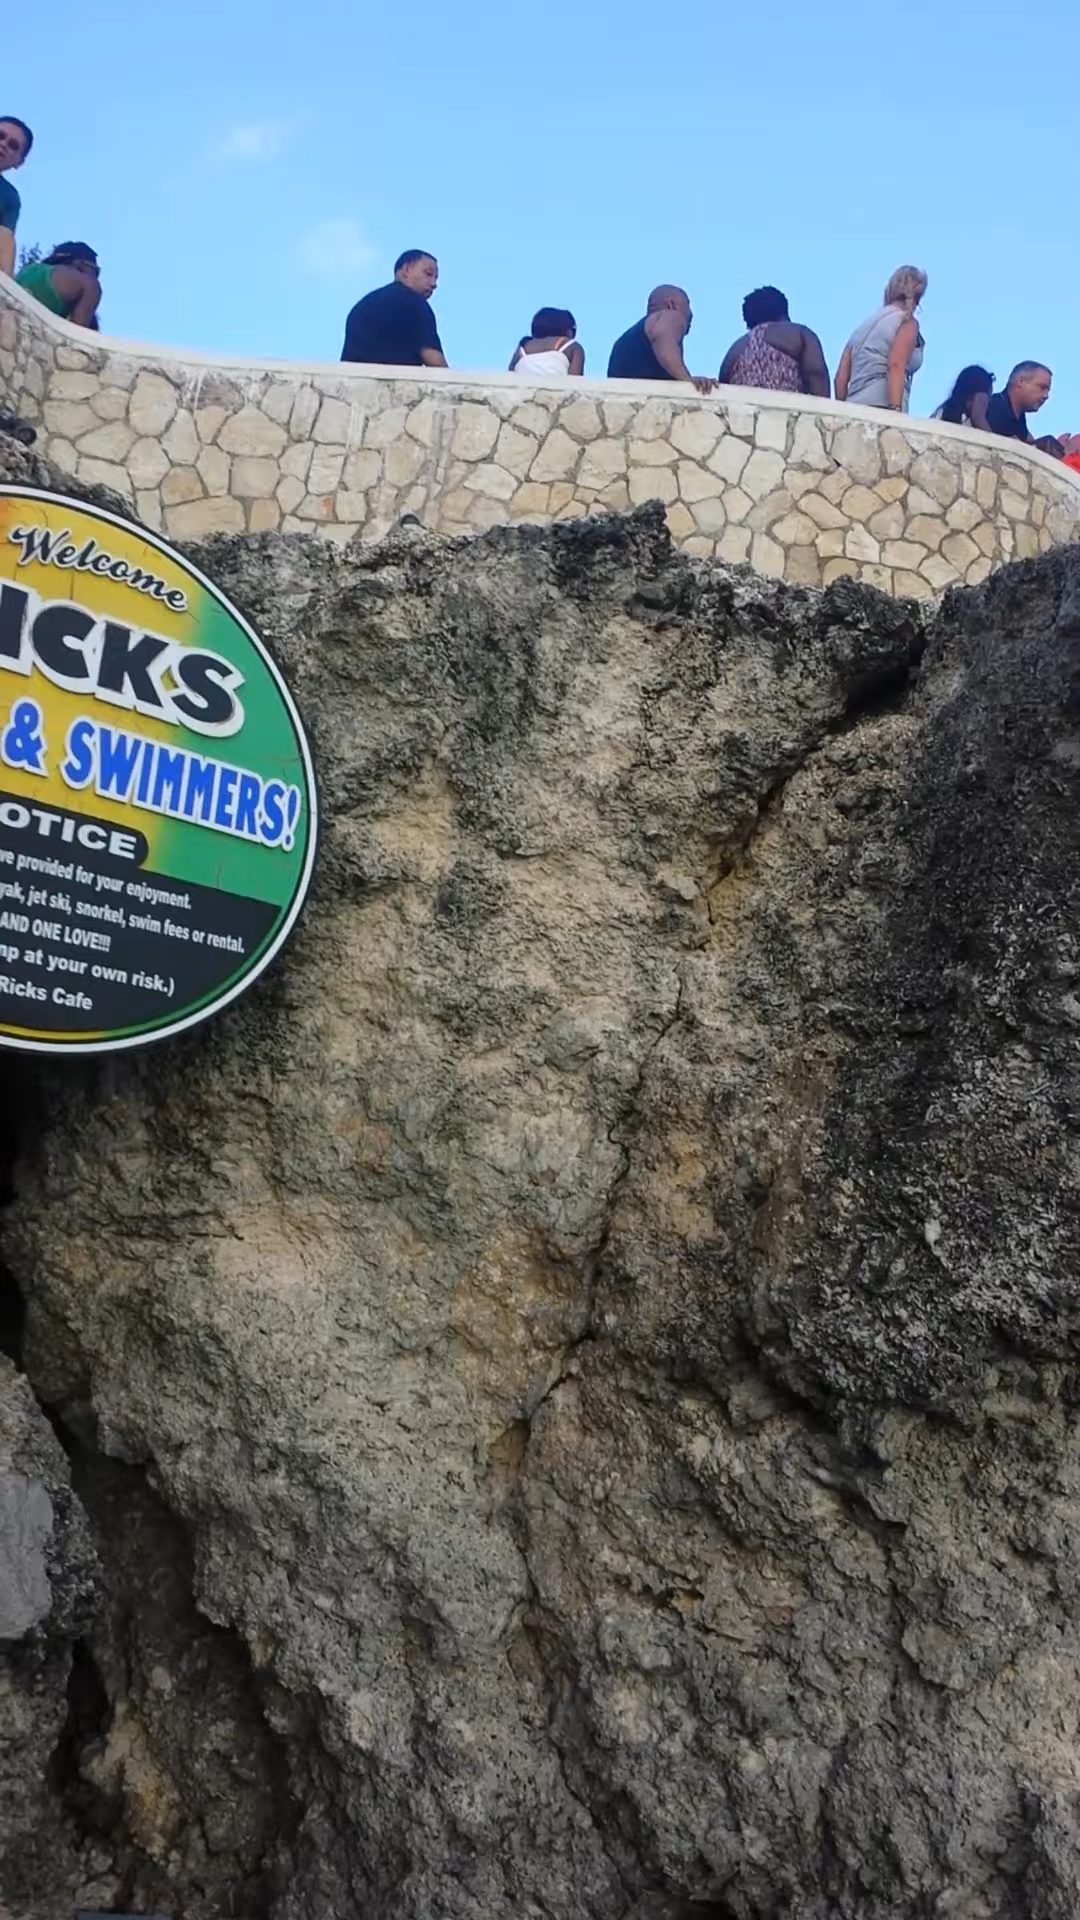 Welcome
ICKS
& SWIMMERS!
OTICE
ve provided for your enjoyment.
yak, jet ski, snorkel, swim fees or rental.
AND ONE LOVE!!!
mp at your own risk.)
Ricks Cafe